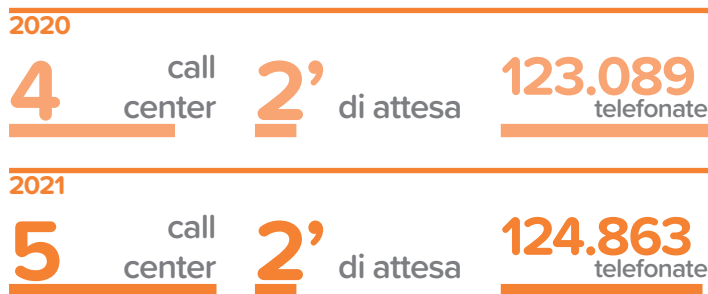 2020
4 call center
2’ di attesa
123.089 telefonate
2021
5 call center
2’ di attesa
124.863 telefonate